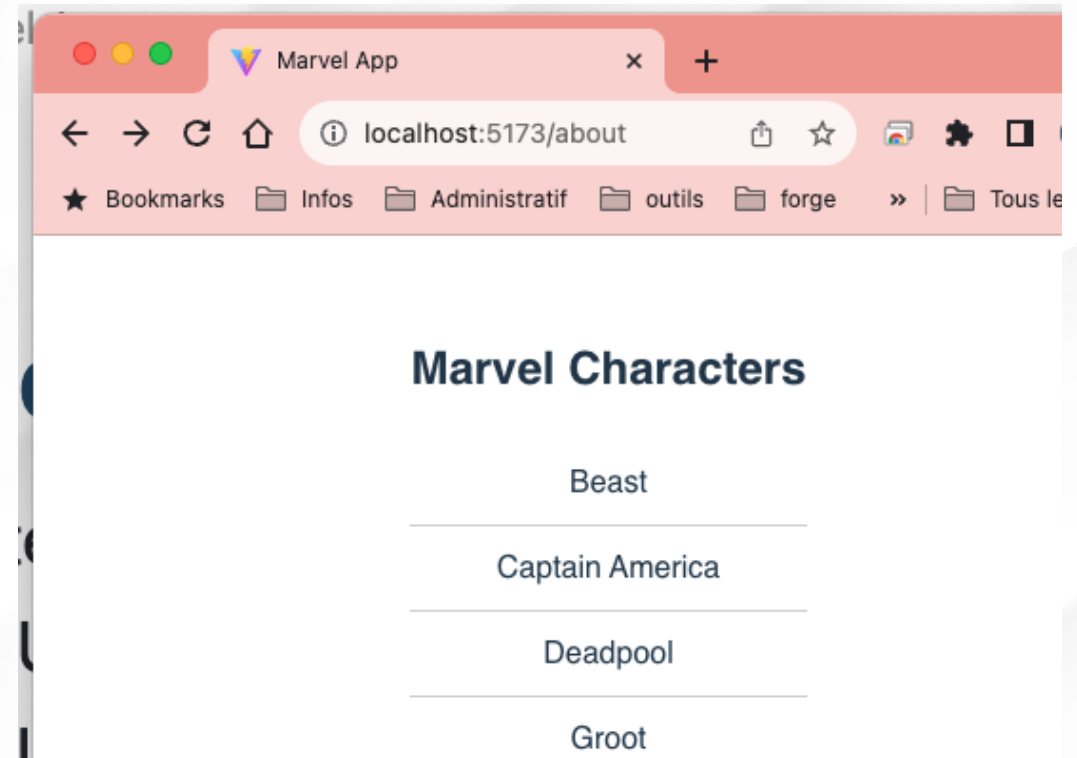 Marvel App
localhost:5173/about
Bookmarks Infos Administratif outils forge » Tous le
Marvel Characters
Beast
Captain America
Deadpool
Groot